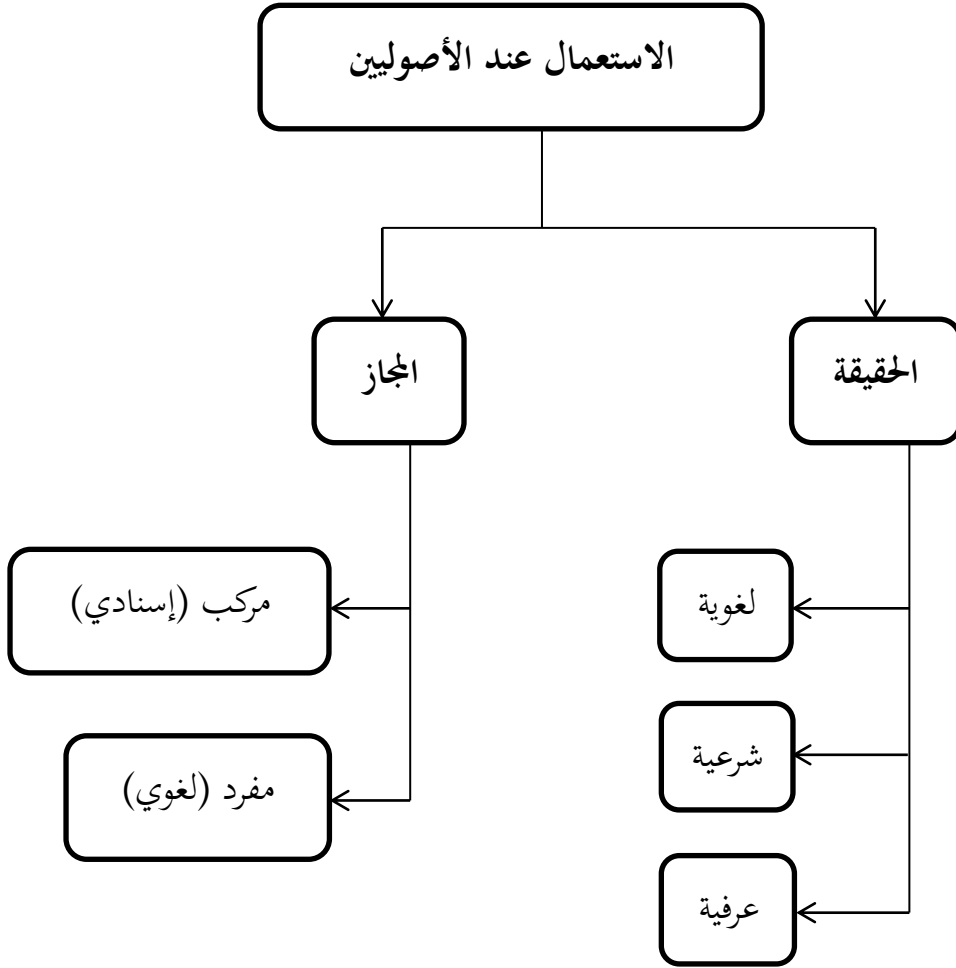 الاستعمال عند الأصوليين
الحقيقة
المجاز
لغوية
شرعية
عرفية
مركب (إسنادي)
مفرد (لغوي)